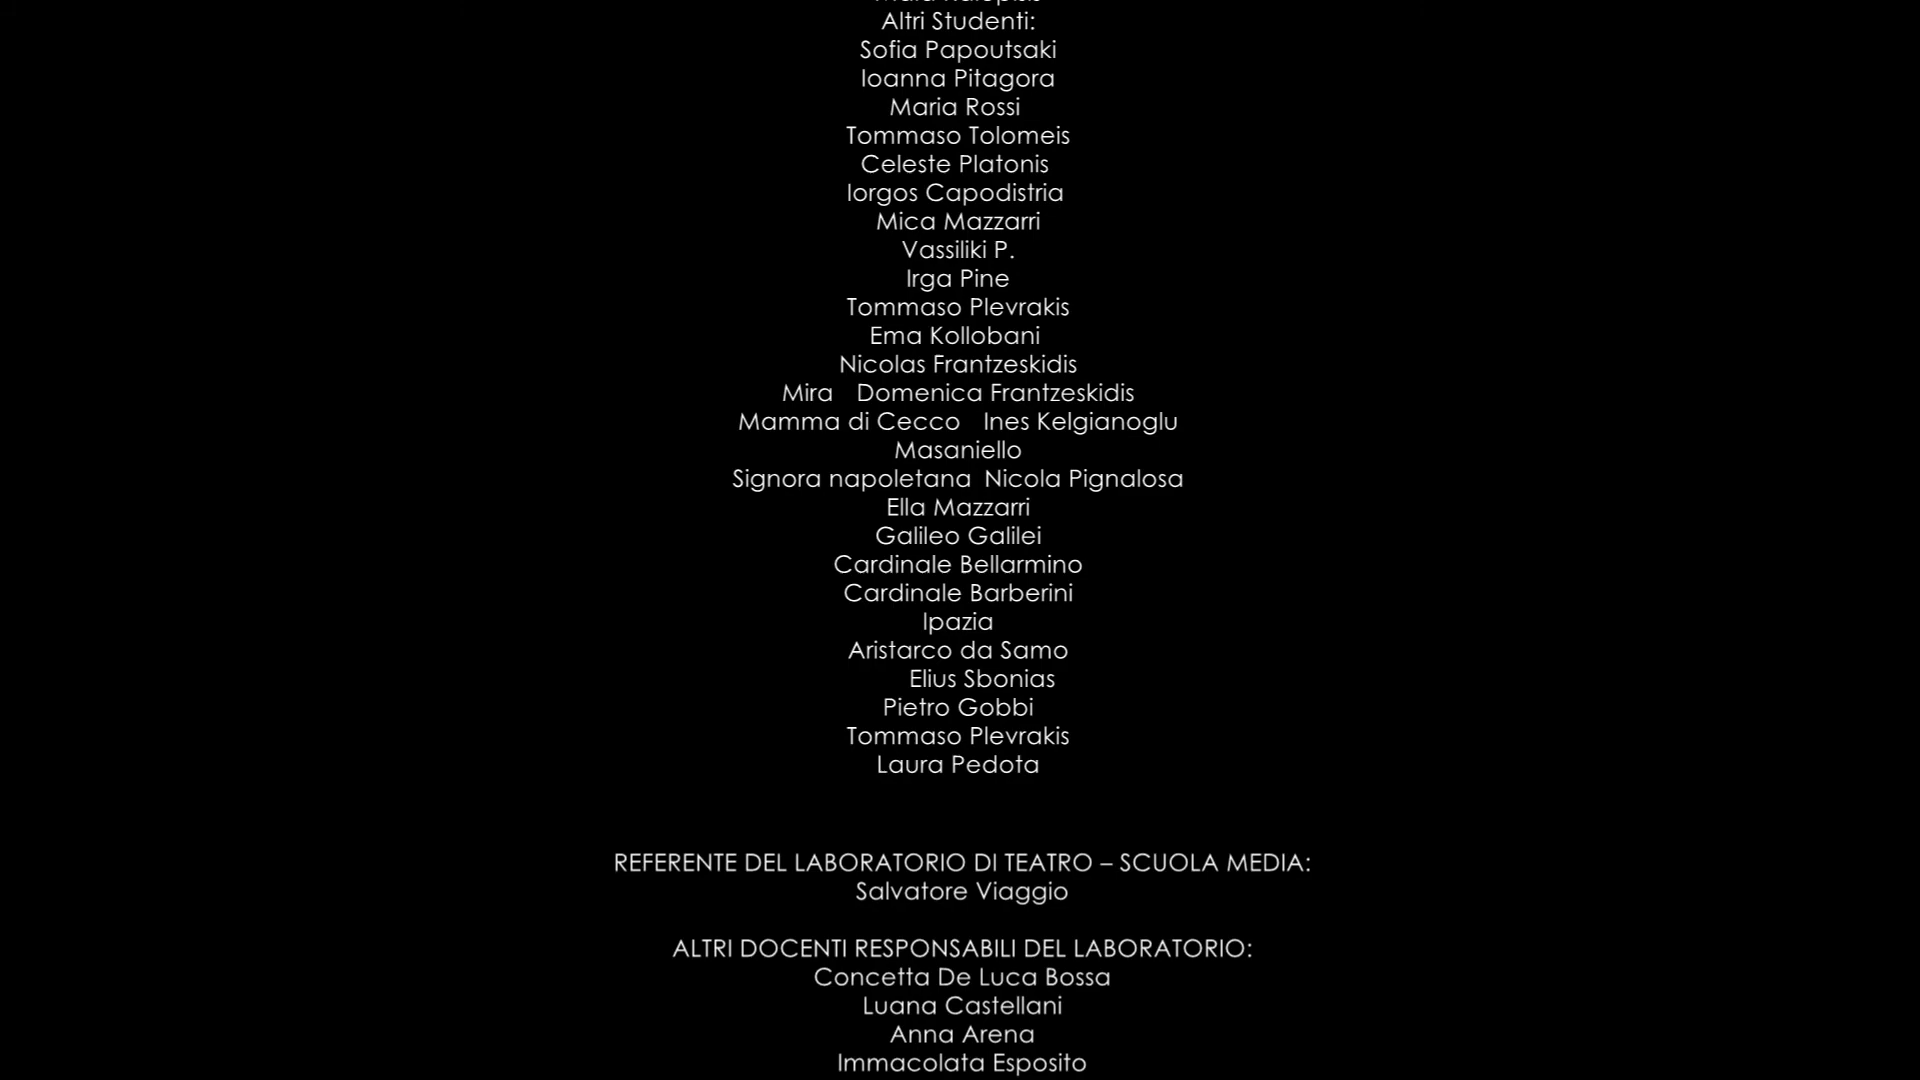 Altri Studenti:
Sofia Papoutsaki
Ioanna Pitagora
Maria Rossi
Tommaso Tolomeis
Celeste Platonis
Iorgos Capodistria
Mica Mazzarri
Vassiliki P.
Irga Pine
Tommaso Plevrakis
Ema Kollobani
Nicolas Frantzeskidis
Mira Domenica Frantzeskidis
Mamma di Cecco Ines Kelgianoglu
Masaniello
Signora napoletana Nicola Pignalosa
Ella Mazzarri
Galileo Galilei
Cardinale Bellarmino
Cardinale Barberini
Ipazia
Aristarco da Samo
Elius Sbonias
Pietro Gobbi
Tommaso Plevrakis
Laura Pedota
REFERENTE DEL LABORATORIO DI TEATRO – SCUOLA MEDIA:
Salvatore Viaggio
ALTRI DOCENTI RESPONSABILI DEL LABORATORIO:
Concetta De Luca Bossa
Luana Castellani
Anna Arena
Immacolata Esposito